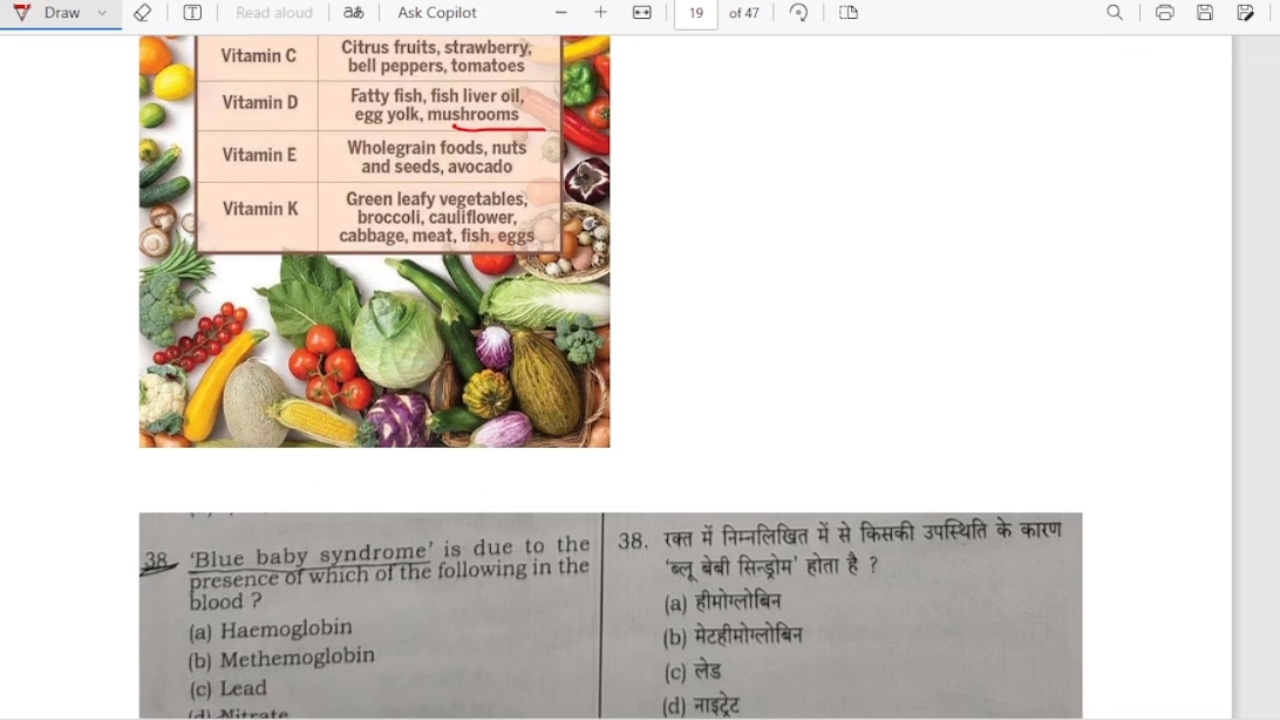 Draw
Read aloud
aあ
Ask Copilot
19
of 47
Vitamin C
Citrus fruits, strawberry,
bell peppers, tomatoes
Vitamin D
Fatty fish, fish liver oil,
egg yolk, mushrooms
Vitamin E
Wholegrain foods, nuts
and seeds, avocado
Vitamin K
Green leafy vegetables,
broccoli, cauliflower,
cabbage, meat, fish, eggs
38. 'Blue baby syndrome' is due to the
presence of which of the following in the
blood ?
(a) Haemoglobin
(b) Methemoglobin
(c) Lead
(d) Nitrate
38. रक्त में निम्नलिखित में से किसकी उपस्थिति के कारण
'ब्लू बेबी सिन्ड्रोम' होता है ?
(a) हीमोग्लोबिन
(b) मेटहीमोग्लोबिन
(c) लेड
(d) नाइट्रेट